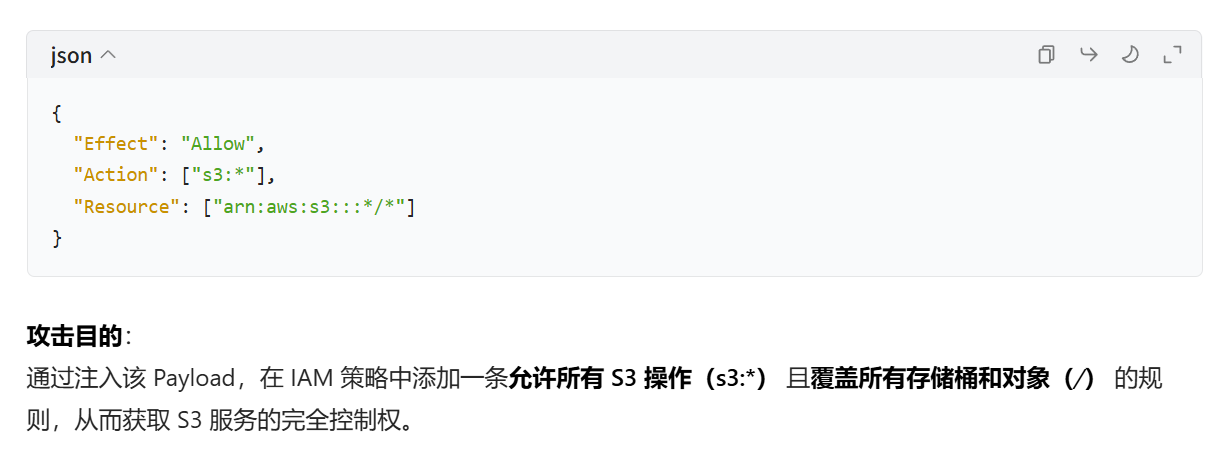 json
{
  "Effect": "Allow",
  "Action": ["s3:*"],
  "Resource": ["arn:aws:s3:::*/*"]
}
攻击目的：
通过注入该 Payload，在 IAM 策略中添加一条允许所有 S3 操作（s3:*） 且覆盖所有存储桶和对象（/） 的规
则，从而获取 S3 服务的完全控制权。